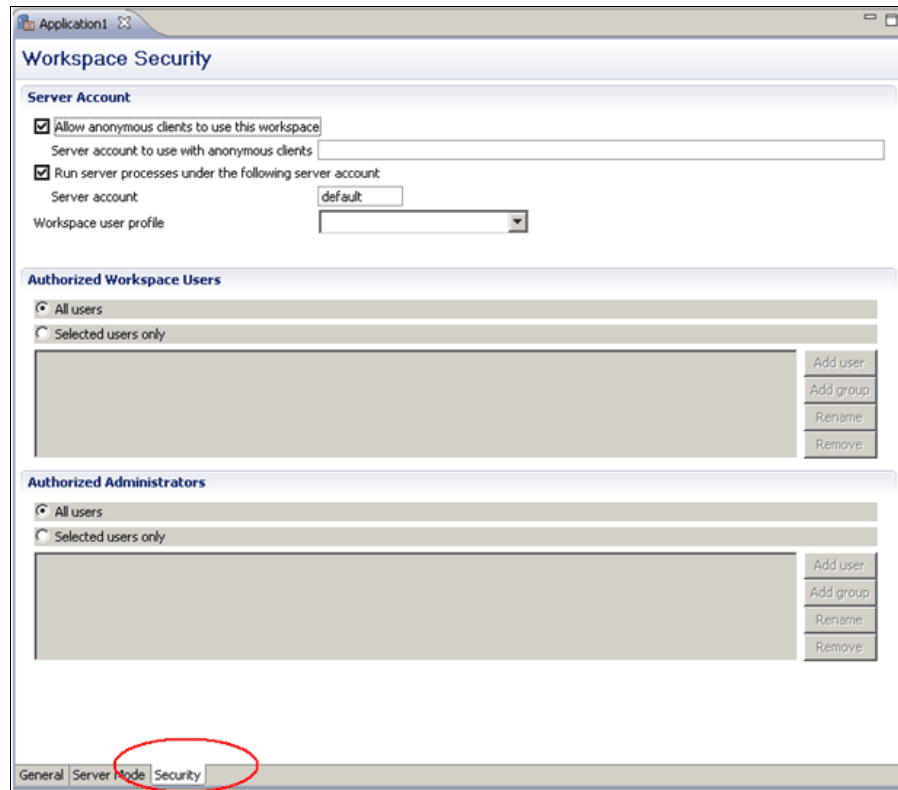 Application1
Workspace Security
Server Account
Allow anonymous clients to use this workspace
Server account to use with anonymous clients
Run server processes under the following server account
Server account default
Workspace user profile
Authorized Workspace Users
All users
Selected users only
Add user
Add group
Rename
Remove
Authorized Administrators
All users
Selected users only
Add user
Add group
Rename
Remove
General Server Mode Security